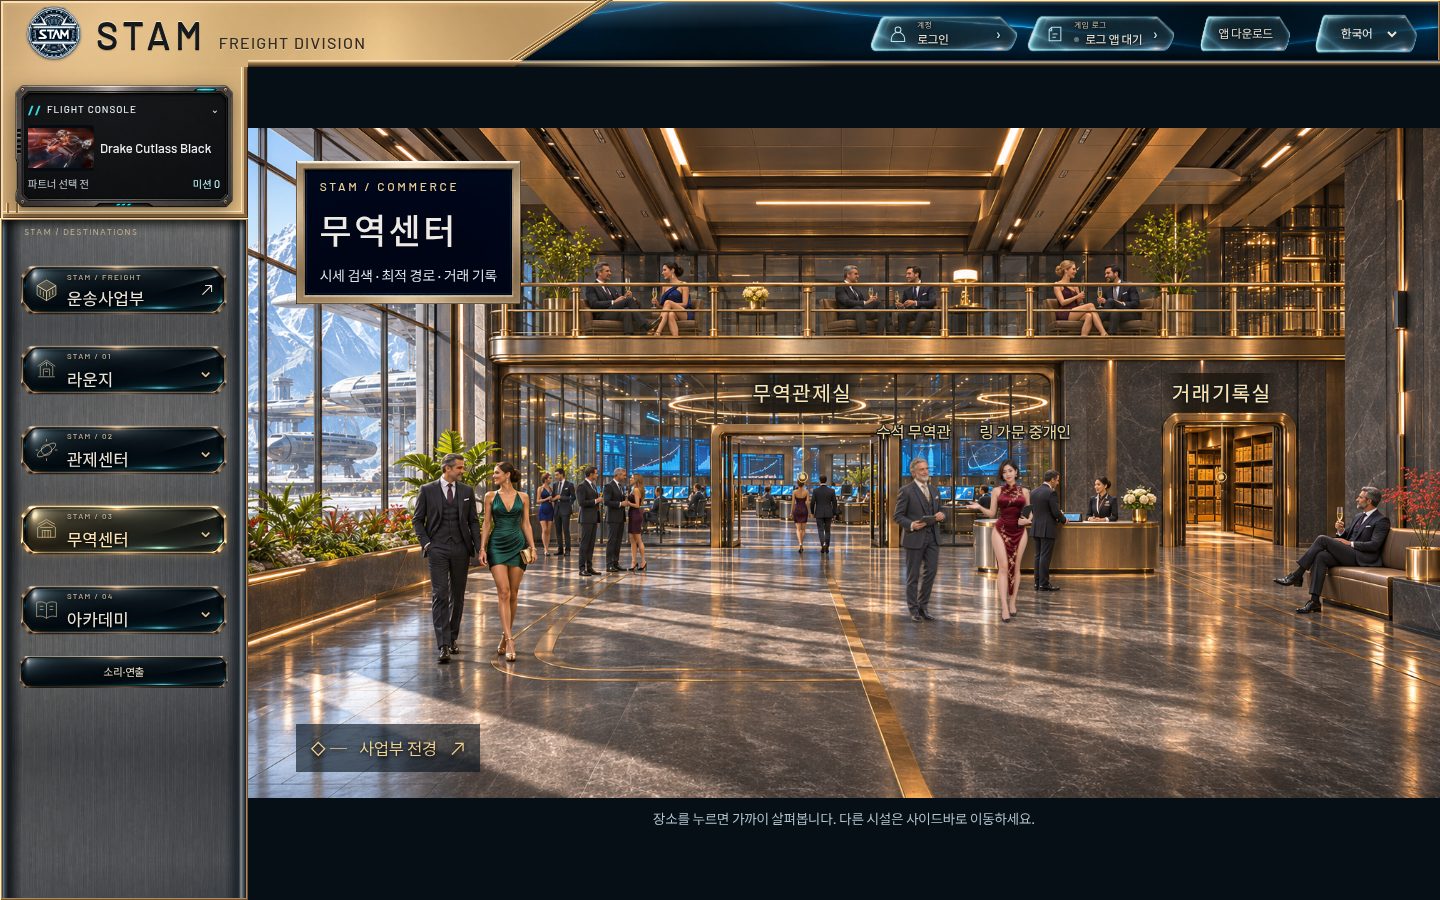 STAM
STAM FREIGHT DIVISION
계정
로그인
게임 로그
로그 앱 대기
앱 다운로드
한국어
FLIGHT CONSOLE
Drake Cutlass Black
파트너 선택 전
미션 0
STAM / DESTINATIONS
STAM / FREIGHT
운송사업부
STAM / 01
라운지
STAM / 02
관제센터
STAM / 03
무역센터
STAM / 04
아카데미
소리·연출
STAM / COMMERCE
무역센터
시세 검색 · 최적 경로 · 거래 기록
무역관제실
거래기록실
수석 무역관
링 가문 중개인
사업부 전경
장소를 누르면 가까이 살펴봅니다. 다른 시설은 사이드바로 이동하세요.